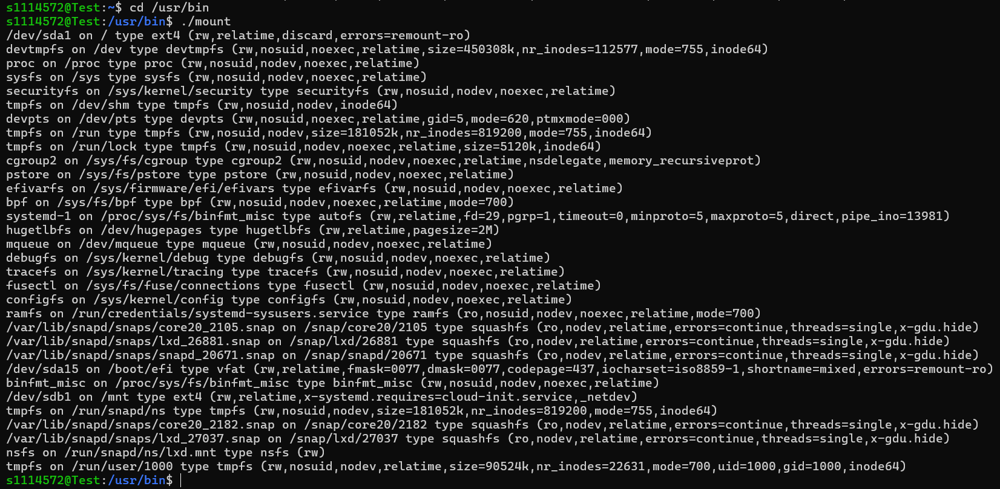 s1114572@Test:~$ cd /usr/bin
s1114572@Test:/usr/bin$ ./mount
/dev/sda1 on / type ext4 (rw,relatime,discard,errors=remount-ro)
devtmpfs on /dev type devtmpfs (rw,nosuid,noexec,relatime,size=450308k,nr_inodes=112577,mode=755,inode64)
proc on /proc type proc (rw,nosuid,nodev,noexec,relatime)
sysfs on /sys type sysfs (rw,nosuid,nodev,noexec,relatime)
securityfs on /sys/kernel/security type securityfs (rw,nosuid,nodev,noexec,relatime)
tmpfs on /dev/shm type tmpfs (rw,nosuid,nodev,inode64)
devpts on /dev/pts type devpts (rw,nosuid,noexec,relatime,gid=5,mode=620,ptmxmode=000)
tmpfs on /run type tmpfs (rw,nosuid,nodev,size=181052k,nr_inodes=819200,mode=755,inode64)
tmpfs on /run/lock type tmpfs (rw,nosuid,nodev,noexec,relatime,size=5120k,inode64)
cgroup2 on /sys/fs/cgroup type cgroup2 (rw,nosuid,nodev,noexec,relatime,nsdelegate,memory_recursiveprot)
pstore on /sys/fs/pstore type pstore (rw,nosuid,nodev,noexec,relatime)
efivarfs on /sys/firmware/efi/efivars type efivarfs (rw,nosuid,nodev,noexec,relatime)
bpf on /sys/fs/bpf type bpf (rw,nosuid,nodev,noexec,relatime,mode=700)
systemd-1 on /proc/sys/fs/binfmt_misc type autofs (rw,relatime,fd=29,pgrp=1,timeout=0,minproto=5,maxproto=5,direct,pipe_ino=13981)
hugetlbfs on /dev/hugepages type hugetlbfs (rw,relatime,pagesize=2M)
mqueue on /dev/mqueue type mqueue (rw,nosuid,nodev,noexec,relatime)
debugfs on /sys/kernel/debug type debugfs (rw,nosuid,nodev,noexec,relatime)
tracefs on /sys/kernel/tracing type tracefs (rw,nosuid,nodev,noexec,relatime)
fusectl on /sys/fs/fuse/connections type fusectl (rw,nosuid,nodev,noexec,relatime)
configfs on /sys/kernel/config type configfs (rw,nosuid,nodev,noexec,relatime)
ramfs on /run/credentials/systemd-sysusers.service type ramfs (ro,nosuid,nodev,noexec,relatime,mode=700)
/var/lib/snapd/snaps/core20_2105.snap on /snap/core20/2105 type squashfs (ro,nodev,relatime,errors=continue,threads=single,x-gdu.hide)
/var/lib/snapd/snaps/lxd_26881.snap on /snap/lxd/26881 type squashfs (ro,nodev,relatime,errors=continue,threads=single,x-gdu.hide)
/var/lib/snapd/snaps/snapd_20671.snap on /snap/snapd/20671 type squashfs (ro,nodev,relatime,errors=continue,threads=single,x-gdu.hide)
/dev/sda15 on /boot/efi type vfat (rw,relatime,fmask=0077,dmask=0077,codepage=437,iocharset=iso8859-1,shortname=mixed,errors=remount-ro)
binfmt_misc on /proc/sys/fs/binfmt_misc type binfmt_misc (rw,nosuid,nodev,noexec,relatime)
/dev/sdb1 on /mnt type ext4 (rw,relatime,x-systemd.requires=cloud-init.service,_netdev)
tmpfs on /run/snapd/ns type tmpfs (rw,nosuid,nodev,size=181052k,nr_inodes=819200,mode=755,inode64)
/var/lib/snapd/snaps/core20_2182.snap on /snap/core20/2182 type squashfs (ro,nodev,relatime,errors=continue,threads=single,x-gdu.hide)
/var/lib/snapd/snaps/lxd_27037.snap on /snap/lxd/27037 type squashfs (ro,nodev,relatime,errors=continue,threads=single,x-gdu.hide)
nsfs on /run/snapd/ns/lxd.mnt type nsfs (rw)
tmpfs on /run/user/1000 type tmpfs (rw,nosuid,nodev,relatime,size=90524k,nr_inodes=22631,mode=700,uid=1000,gid=1000,inode64)
s1114572@Test:/usr/bin$